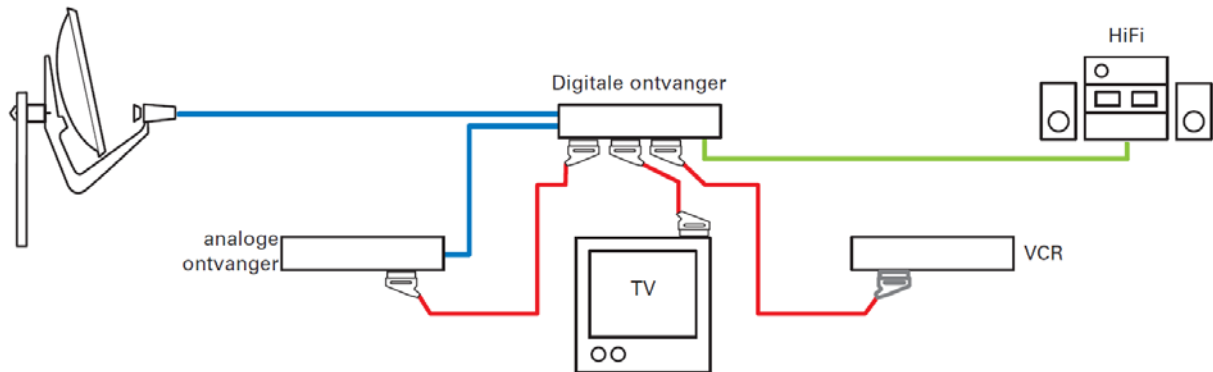 HiFi
Digitale ontvanger
analoge
ontvanger
TV
VCR